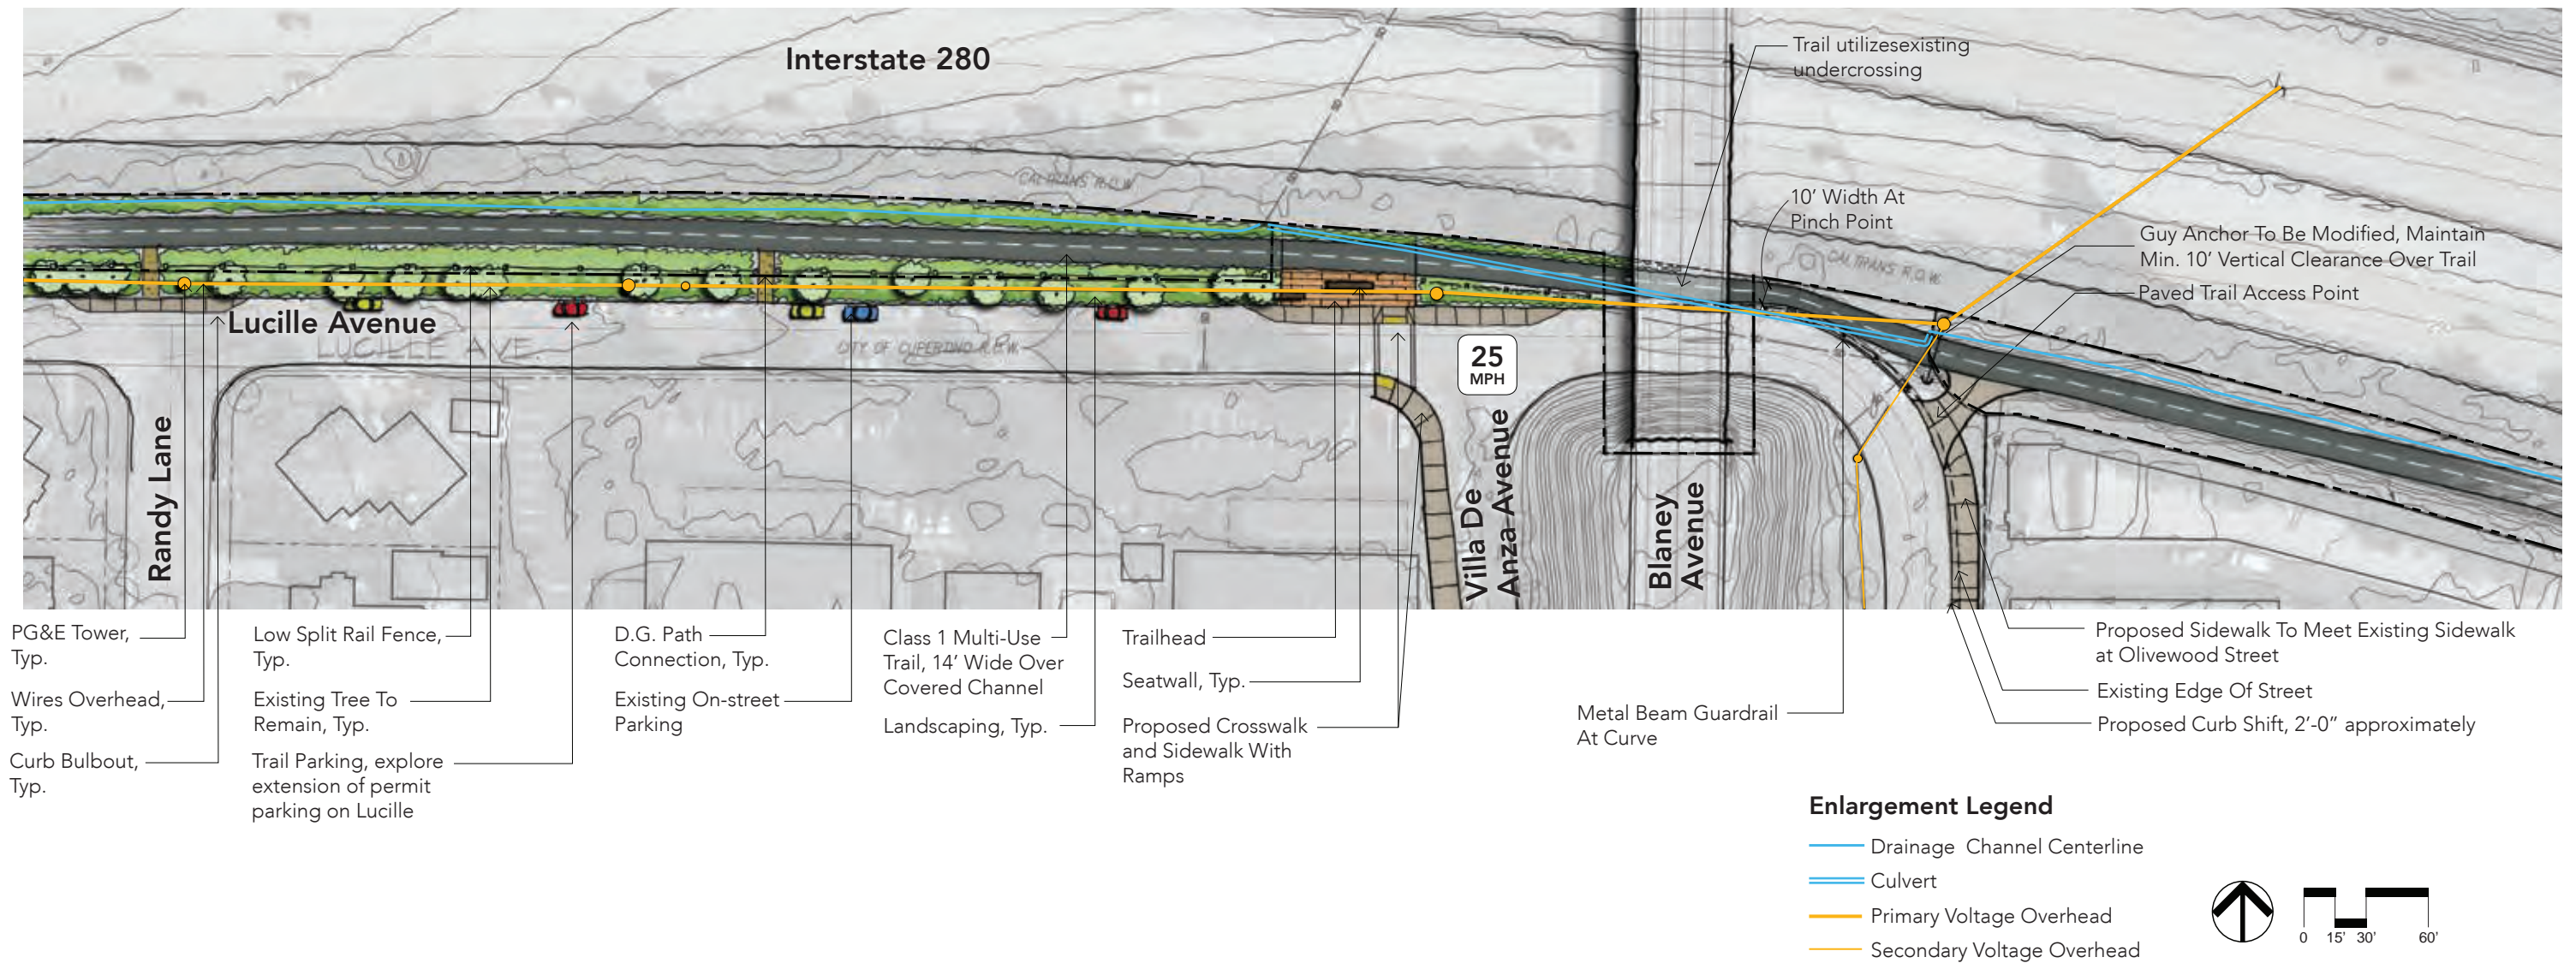 Interstate 280
Trail utilizesexisting
undercrossing
10' Width At
Pinch Point
Guy Anchor To Be Modified, Maintain
Min. 10' Vertical Clearance Over Trail
Paved Trail Access Point
CALTRANS R.O.W.
CALTRANS R.O.W.
Lucille Avenue
LUCILLE AVE.
CITY OF CUPERTINO R.O.W.
25
MPH
Randy Lane
Villa De
Anza Avenue
Blaney
Avenue
PG&E Tower,
Typ.
Wires Overhead,
Typ.
Curb Bulbout,
Typ.
Low Split Rail Fence,
Typ.
Existing Tree To
Remain, Typ.
Trail Parking, explore
extension of permit
parking on Lucille
D.G. Path
Connection, Typ.
Existing On-street
Parking
Class 1 Multi-Use
Trail, 14' Wide Over
Covered Channel
Landscaping, Typ.
Trailhead
Seatwall, Typ.
Proposed Crosswalk
and Sidewalk With
Ramps
Metal Beam Guardrail
At Curve
Proposed Sidewalk To Meet Existing Sidewalk
at Olivewood Street
Existing Edge Of Street
Proposed Curb Shift, 2'-0" approximately
Enlargement Legend
Drainage  Channel Centerline
Culvert
Primary Voltage Overhead
Secondary Voltage Overhead
0 15' 30' 60'